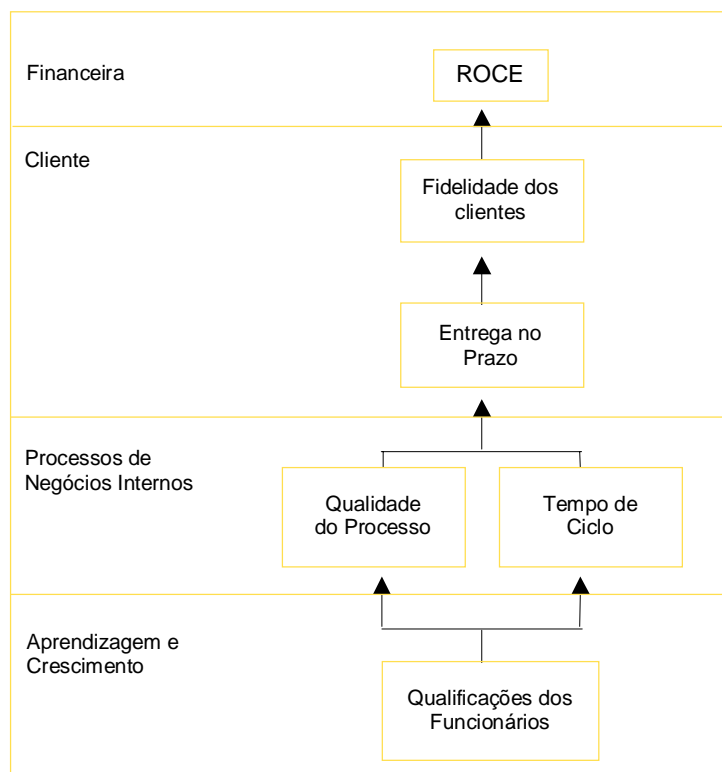 Financeira
ROCE
Cliente
Fidelidade dos
clientes
Entrega no
Prazo
Processos de
Negócios Internos
Qualidade
do Processo
Tempo de
Ciclo
Aprendizagem e
Crescimento
Qualificações dos
Funcionários